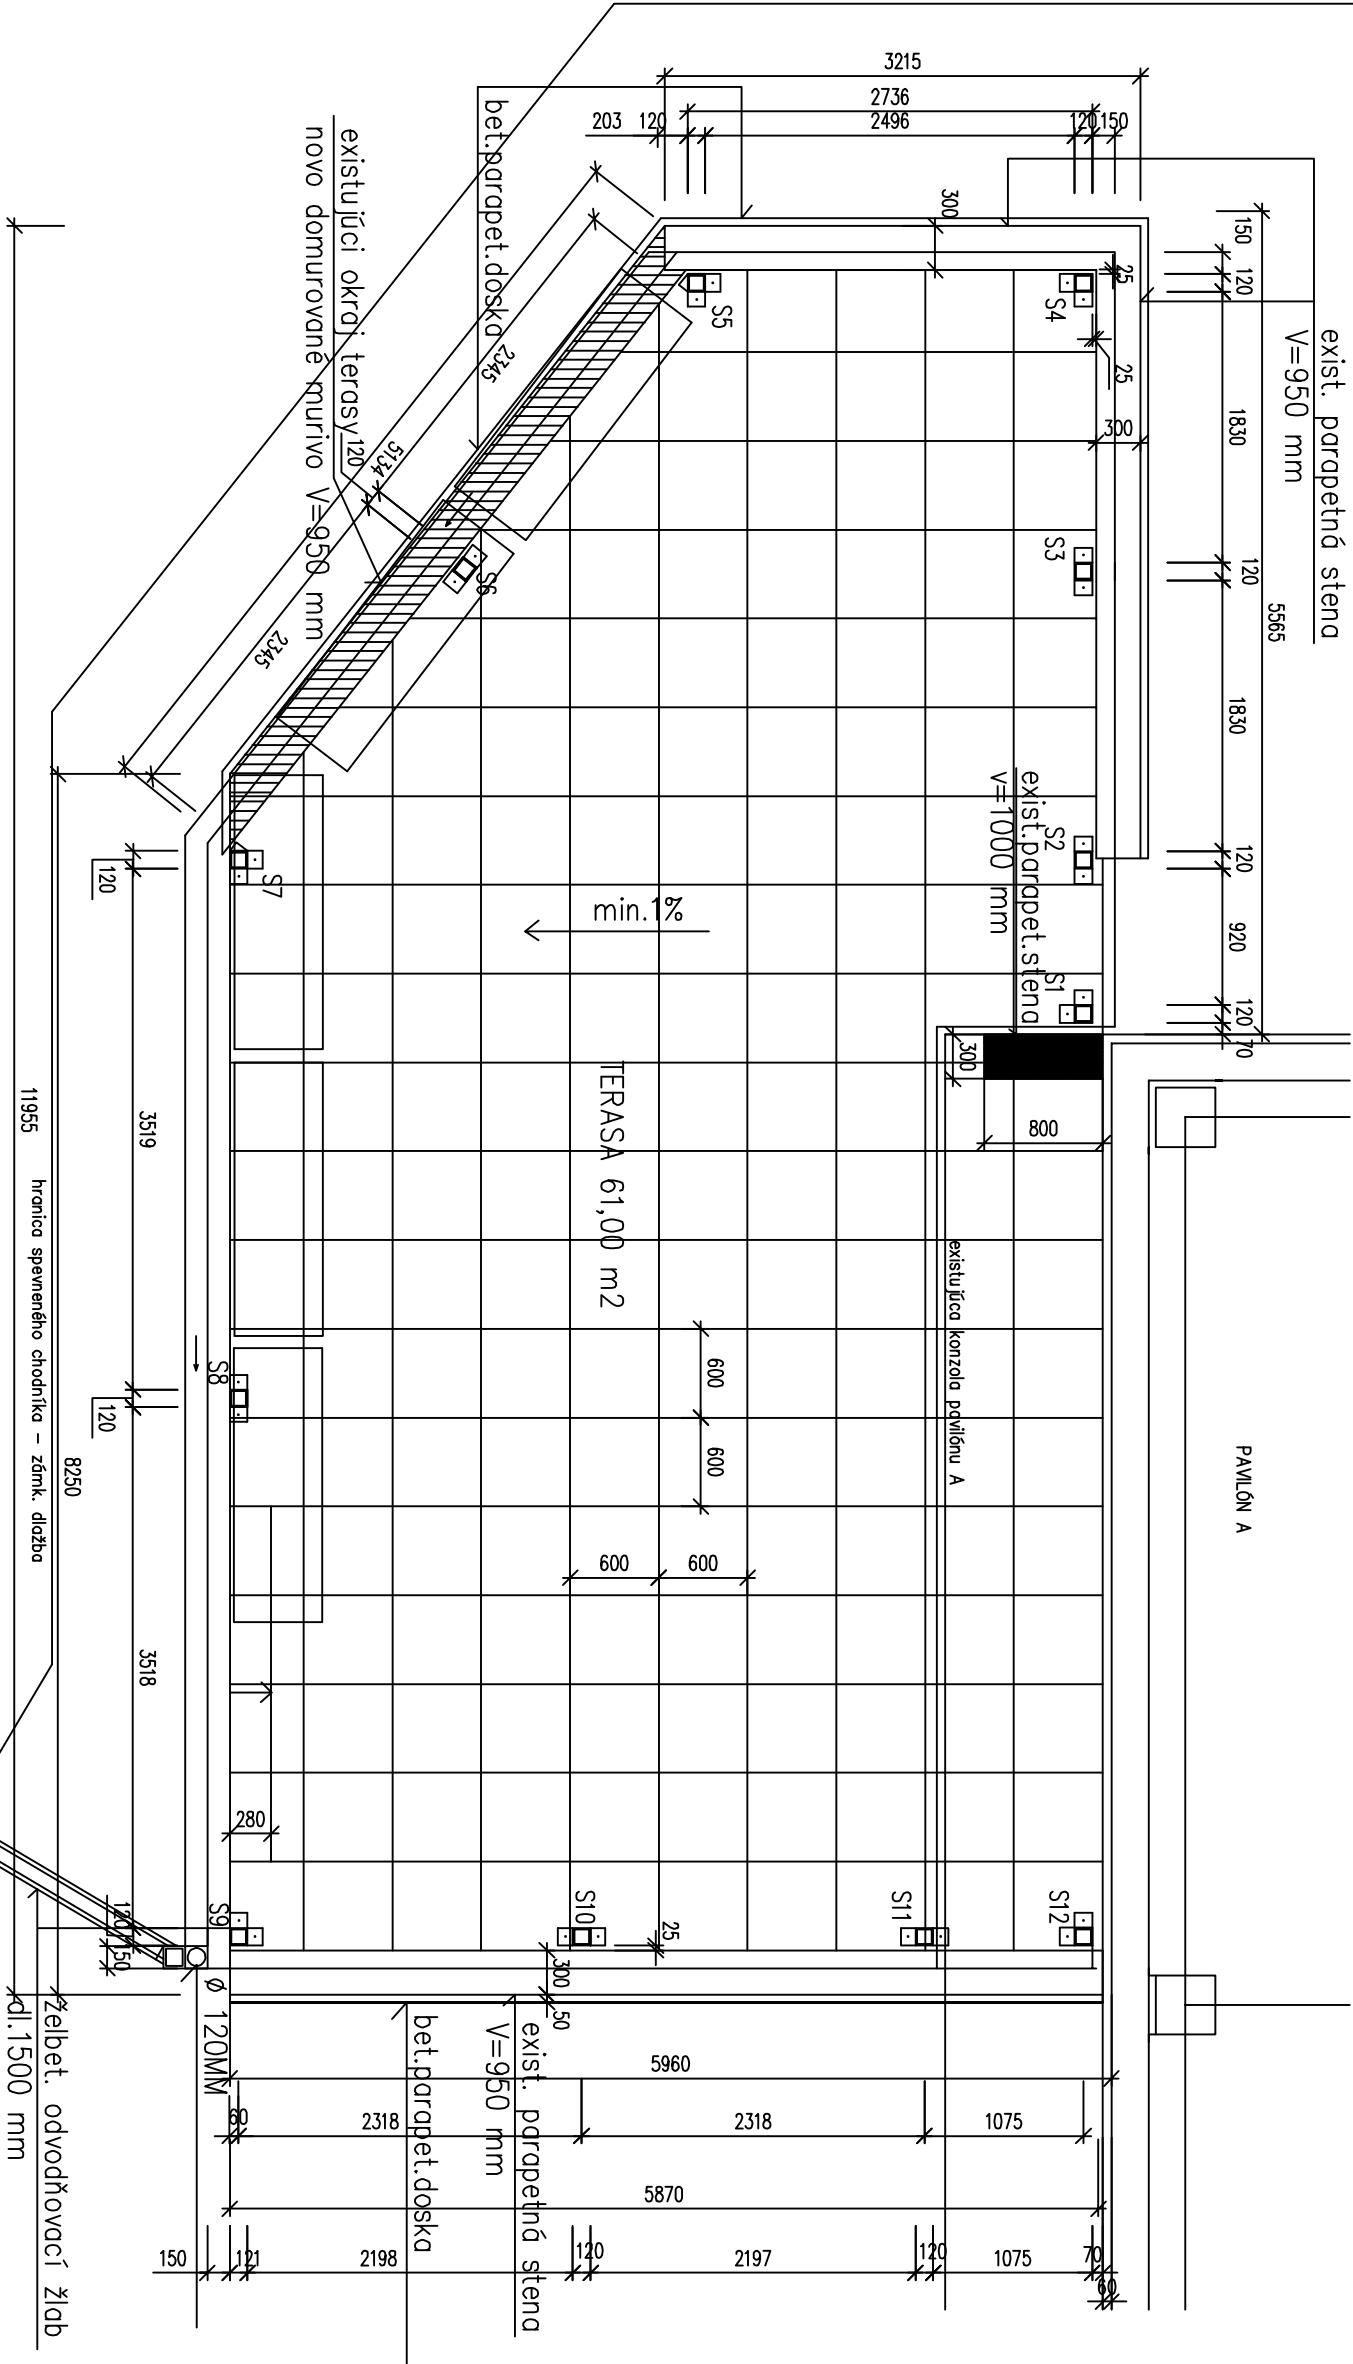 3215
2736
203
120
2496
120
150
300
150
120
1830
120
5565
1830
120
920
120
70
exist. parapetná stena
V=950 mm
25
25
300
S4
S5
S3
S2
S1
bet.parapet.doska
existujúci okraj terasy
novo domurované murivo V=950 mm
2345
5134
120
2345
S6
S7
exist.parapet.stena
v=1000 mm
min.1%
300
800
TERASA 61,00 m2
existujúca konzola pavilónu A
PAVILÓN A
600
600
600
600
120
3519
120
3518
120
150
8250
11955
hranica spevneného chodníka – zámk. dlažba
S8
S9
S10
S11
S12
280
25
300
50
Ø 120MM
želbet. odvodňovací žlab
dl.1500 mm
bet.parapet.doska
exist. parapetná stena
V=950 mm
5960
60
2318
2318
1075
5870
150
121
2198
120
2197
120
1075
70
60